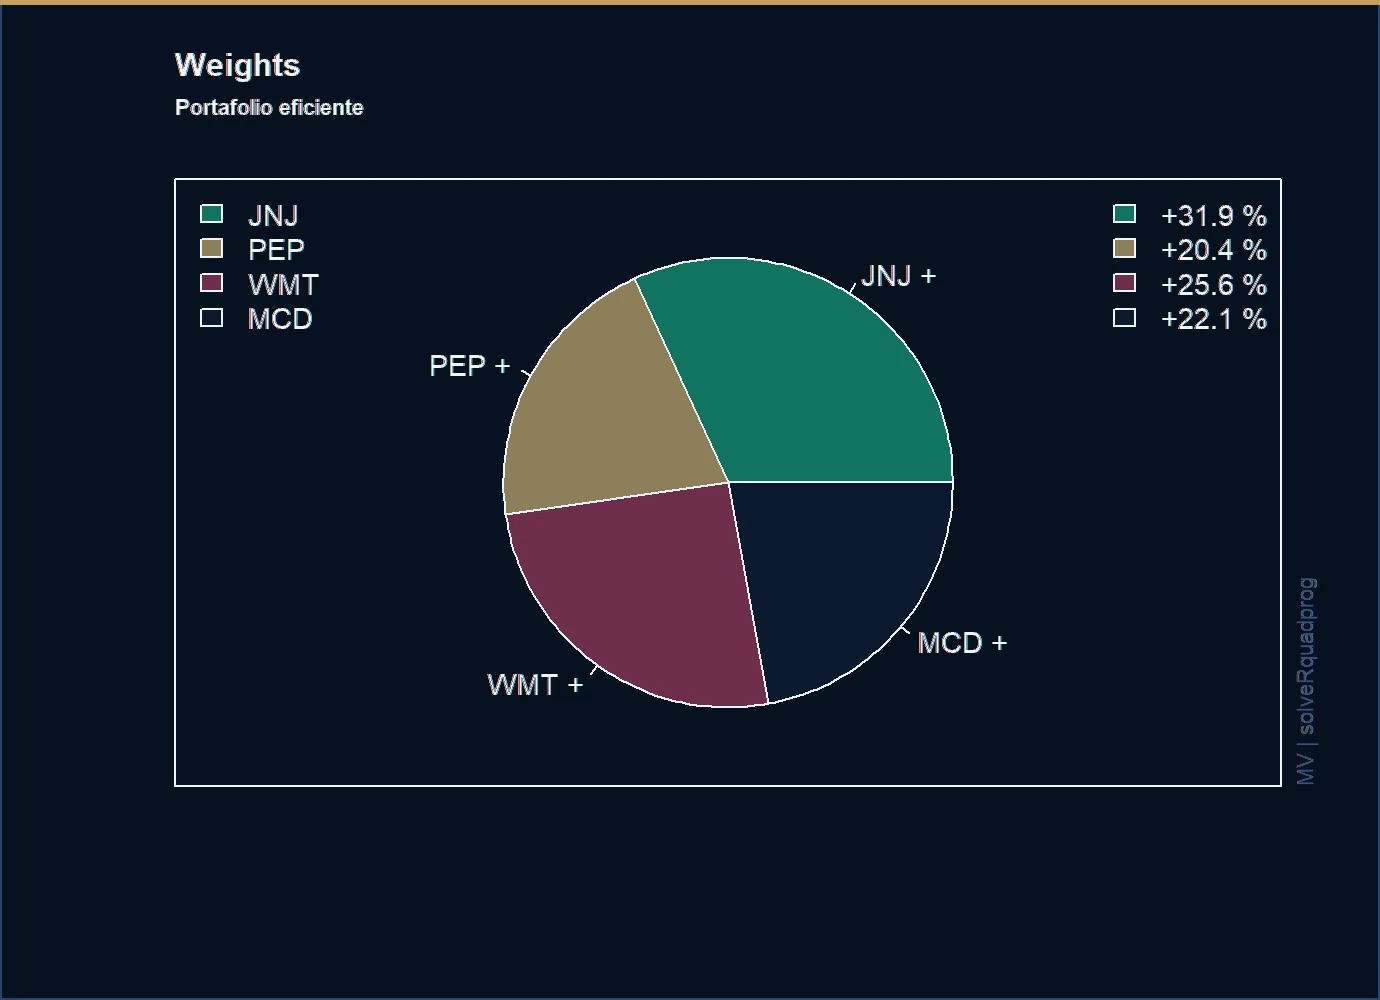 Weights
Portafolio eficiente
JNJ
PEP
WMT
MCD
+31.9 %
+20.4 %
+25.6 %
+22.1 %
JNJ +
PEP +
WMT +
MCD +
MV | solveRquadprog